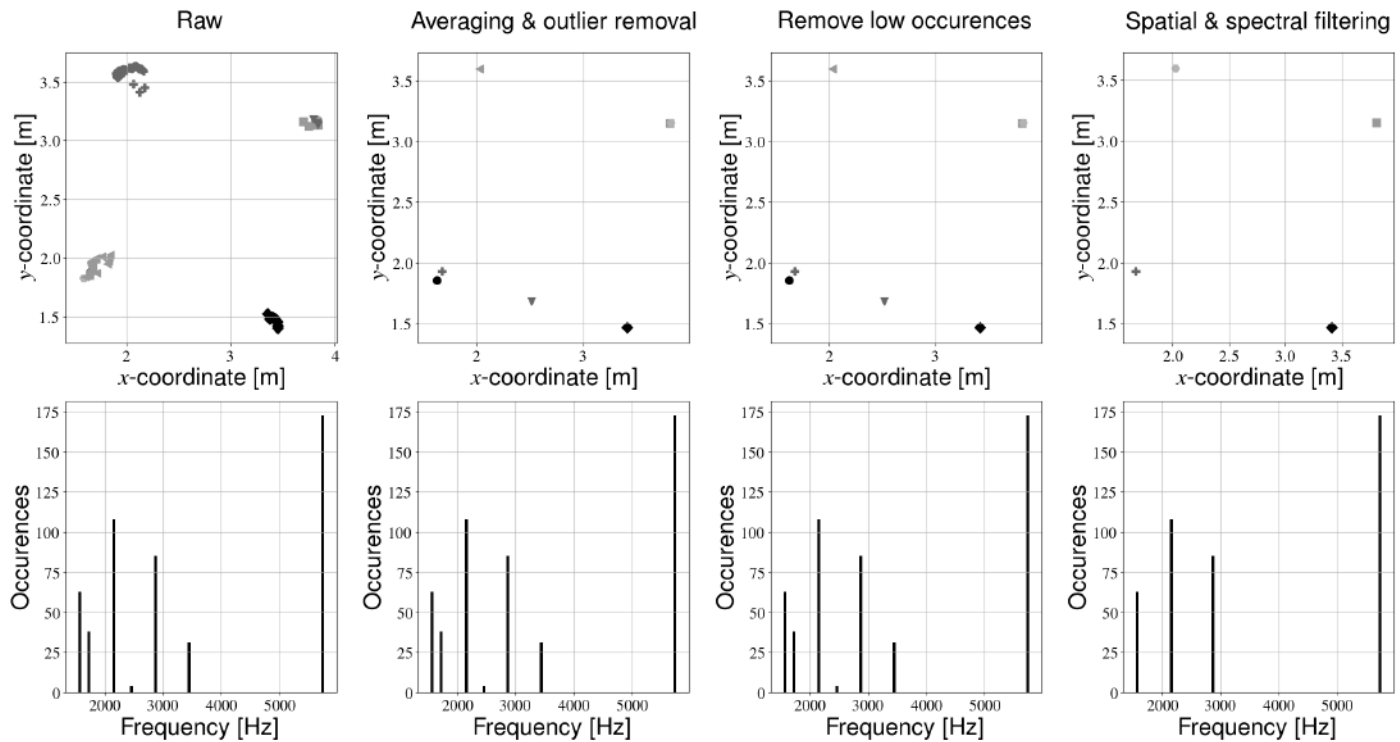 Raw
Averaging & outlier removal
Remove low occurences
Spatial & spectral filtering
y-coordinate [m]
3.5
3.0
2.5
2.0
1.5
2 3 4
x-coordinate [m]
y-coordinate [m]
3.5
3.0
2.5
2.0
1.5
2 3
x-coordinate [m]
y-coordinate [m]
3.5
3.0
2.5
2.0
1.5
2 3
x-coordinate [m]
y-coordinate [m]
3.5
3.0
2.5
2.0
1.5
2.0 2.5 3.0 3.5
x-coordinate [m]
Occurences
175
150
125
100
75
50
25
0
2000 3000 4000 5000
Frequency [Hz]
Occurences
175
150
125
100
75
50
25
0
2000 3000 4000 5000
Frequency [Hz]
Occurences
175
150
125
100
75
50
25
0
2000 3000 4000 5000
Frequency [Hz]
Occurences
175
150
125
100
75
50
25
0
2000 3000 4000 5000
Frequency [Hz]